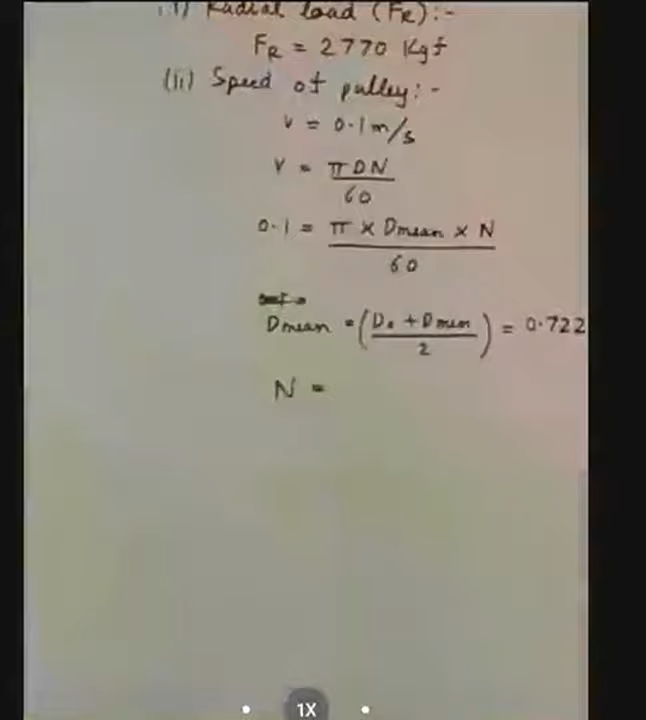 (i) Radial load (FR):-
FR = 2770 Kgf
(ii) Speed of pulley:-
v = 0.1 m/s
V = πDN / 60
0.1 = π × Dmean × N / 60
Dmean = (Do + Dmin / 2) = 0.722
N =
1X